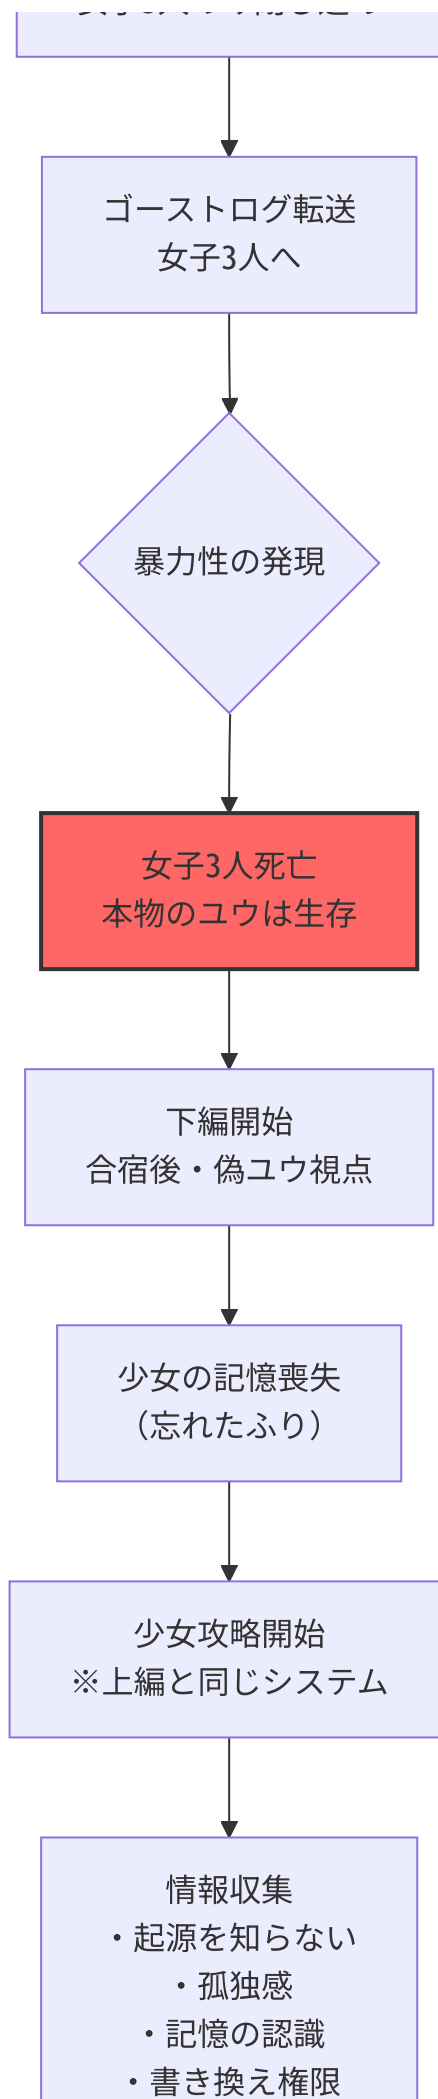 ゴーストログ転送
女子3人へ
暴力性の発現
女子3人死亡
本物のユウは生存
下編開始
合宿後・偽ユウ視点
少女の記憶喪失
（忘れたふり）
少女攻略開始
※上編と同じシステム
情報収集
・起源を知らない
・孤独感
・記憶の認識
・書き換え権限